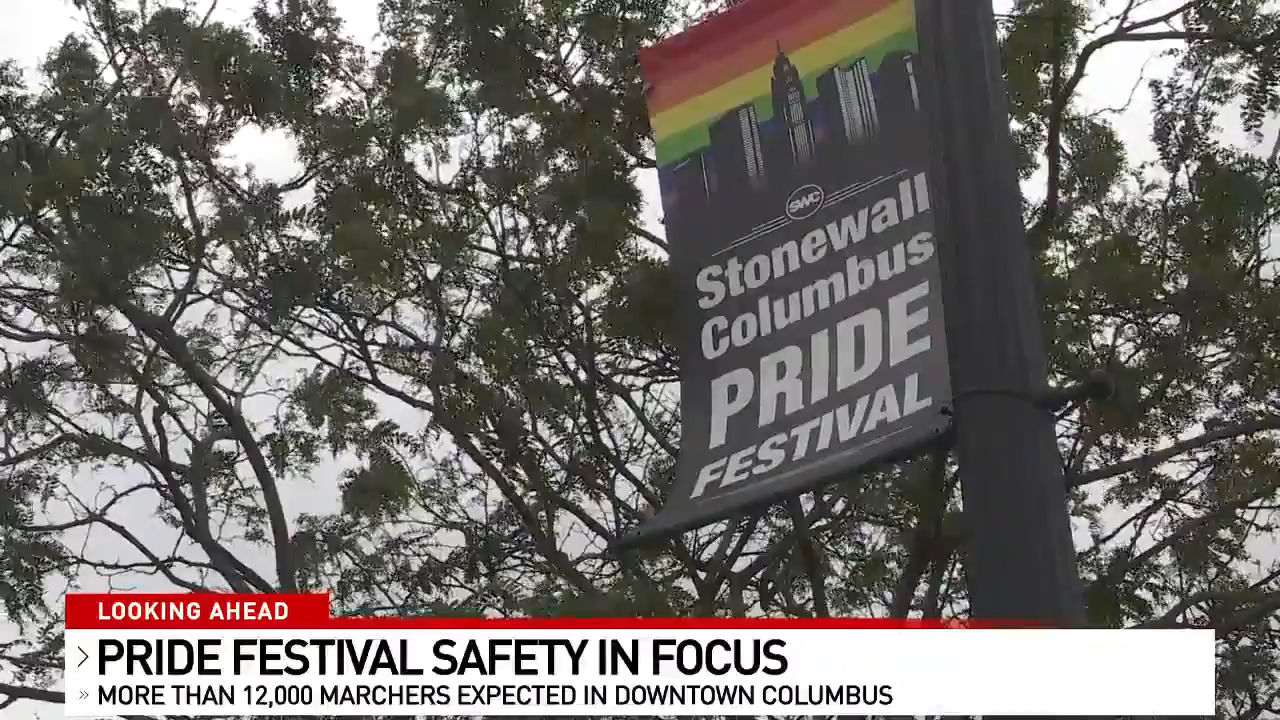 SWC
Stonewall
Columbus
PRIDE
FESTIVAL
LOOKING AHEAD
PRIDE FESTIVAL SAFETY IN FOCUS
MORE THAN 12,000 MARCHERS EXPECTED IN DOWNTOWN COLUMBUS